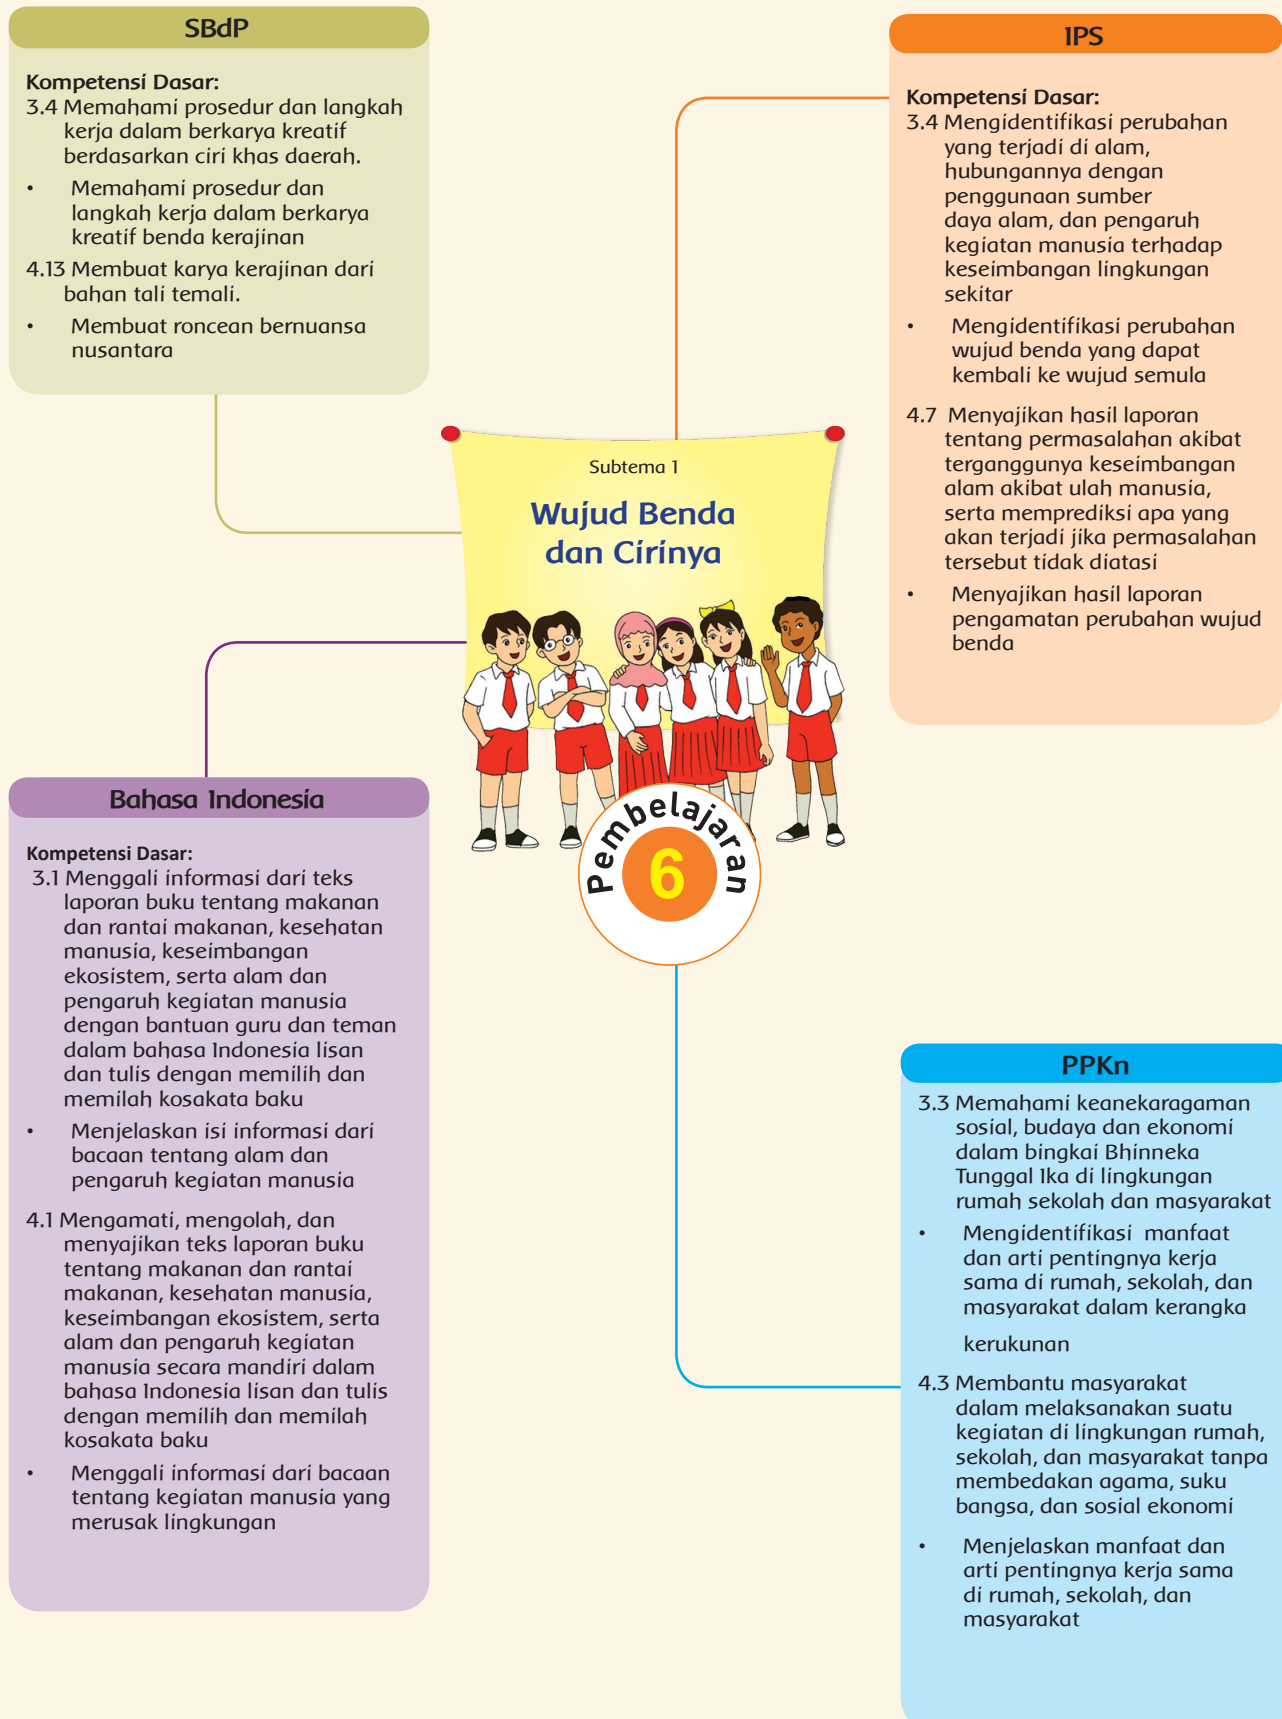 SBdP
Kompetensi Dasar:
3.4 Memahami prosedur dan langkah
kerja dalam berkarya kreatif
berdasarkan ciri khas daerah.
• Memahami prosedur dan
langkah kerja dalam berkarya
kreatif benda kerajinan
4.13 Membuat karya kerajinan dari
bahan tali temali.
• Membuat roncean bernuansa
nusantara
IPS
Kompetensi Dasar:
3.4 Mengidentifikasi perubahan
yang terjadi di alam,
hubungannya dengan
penggunaan sumber
daya alam, dan pengaruh
kegiatan manusia terhadap
keseimbangan lingkungan
sekitar
• Mengidentifikasi perubahan
wujud benda yang dapat
kembali ke wujud semula
4.7 Menyajikan hasil laporan
tentang permasalahan akibat
terganggunya keseimbangan
alam akibat ulah manusia,
serta memprediksi apa yang
akan terjadi jika permasalahan
tersebut tidak diatasi
• Menyajikan hasil laporan
pengamatan perubahan wujud
benda
Subtema 1
Wujud Benda
dan Cirinya
Pembelajaran
6
Bahasa Indonesia
Kompetensi Dasar:
3.1 Menggali informasi dari teks
laporan buku tentang makanan
dan rantai makanan, kesehatan
manusia, keseimbangan
ekosistem, serta alam dan
pengaruh kegiatan manusia
dengan bantuan guru dan teman
dalam bahasa Indonesia lisan
dan tulis dengan memilih dan
memilah kosakata baku
• Menjelaskan isi informasi dari
bacaan tentang alam dan
pengaruh kegiatan manusia
4.1 Mengamati, mengolah, dan
menyajikan teks laporan buku
tentang makanan dan rantai
makanan, kesehatan manusia,
keseimbangan ekosistem, serta
alam dan pengaruh kegiatan
manusia secara mandiri dalam
bahasa Indonesia lisan dan tulis
dengan memilih dan memilah
kosakata baku
• Menggali informasi dari bacaan
tentang kegiatan manusia yang
merusak lingkungan
PPKn
3.3 Memahami keanekaragaman
sosial, budaya dan ekonomi
dalam bingkai Bhinneka
Tunggal Ika di lingkungan
rumah sekolah dan masyarakat
• Mengidentifikasi manfaat
dan arti pentingnya kerja
sama di rumah, sekolah, dan
masyarakat dalam kerangka
kerukunan
4.3 Membantu masyarakat
dalam melaksanakan suatu
kegiatan di lingkungan rumah,
sekolah, dan masyarakat tanpa
membedakan agama, suku
bangsa, dan sosial ekonomi
• Menjelaskan manfaat dan
arti pentingnya kerja sama
di rumah, sekolah, dan
masyarakat